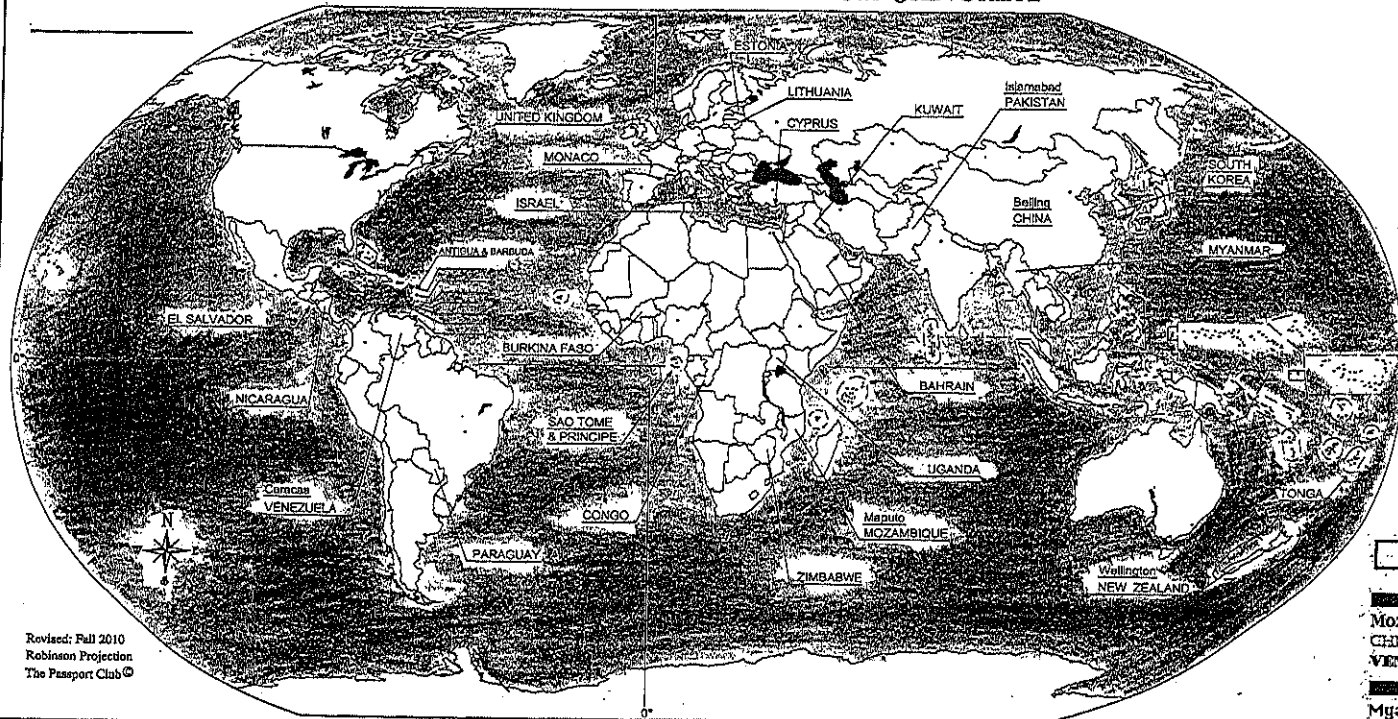 ESTONIA
LITHUANIA
Islamabad
PAKISTAN
KUWAIT
UNITED KINGDOM
CYPRUS
MONACO
SOUTH
KOREA
ISRAEL
Beijing
CHINA
ANTIGUA & BARBUDA
MYANMAR
EL SALVADOR
BURKINA FASO
0°
BAHRAIN
NICARAGUA
SAO TOME
& PRINCIPE
UGANDA
Caracas
VENEZUELA
TONGA
CONGO
Maputo
MOZAMBIQUE
N
E
S
PARAGUAY
ZIMBABWE
Wellington
NEW ZEALAND
Revised: Fall 2010
Robinson Projection
The Passport Club©
0°